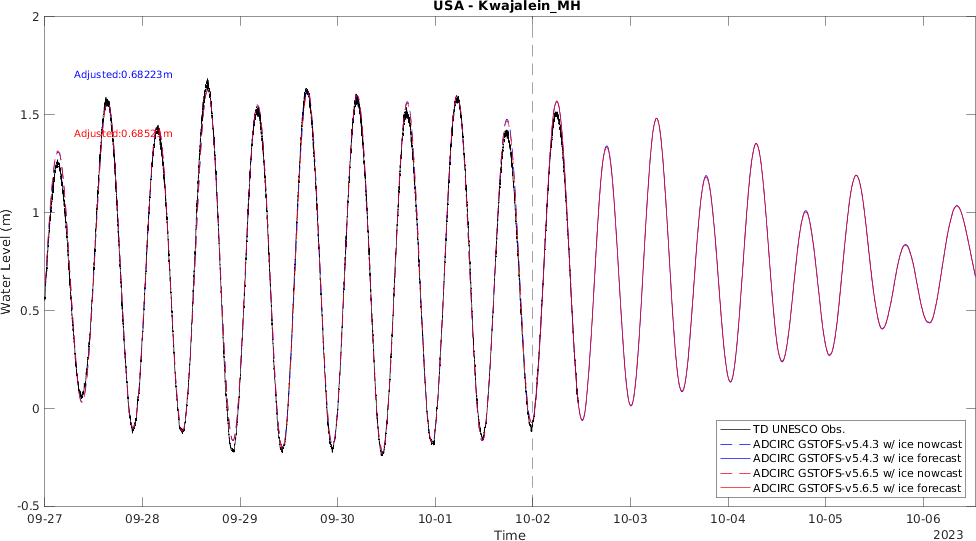 USA - Kwajalein_MH
2
1.5
1
0.5
0
-0.5
Water Level (m)
Adjusted:0.68223m
TD UNESCO Obs.
ADCIRC GSTOFS-v5.4.3 w/ ice nowcast
ADCIRC GSTOFS-v5.4.3 w/ ice forecast
ADCIRC GSTOFS-v5.6.5 w/ ice nowcast
ADCIRC GSTOFS-v5.6.5 w/ ice forecast
09-27 09-28 09-29 09-30 10-01 10-02 10-03 10-04 10-05 10-06
Time
2023